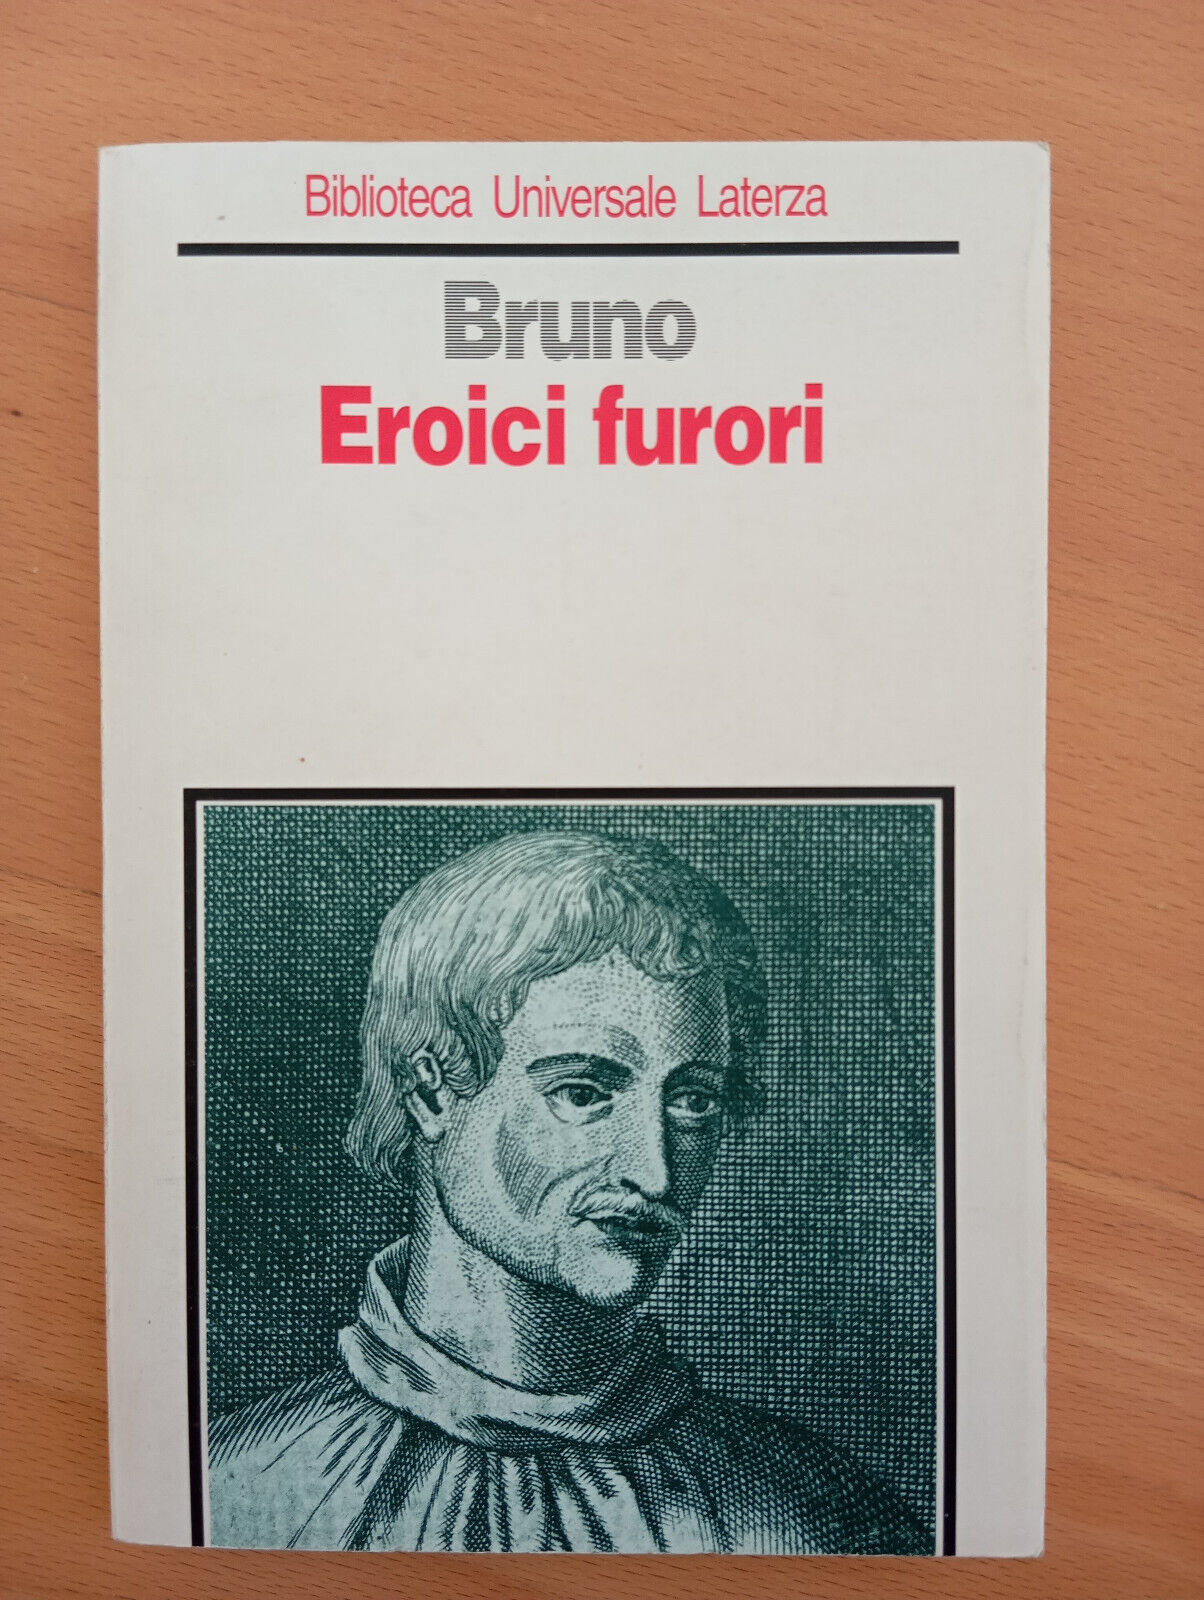 Biblioteca Universale Laterza
Bruno
Eroici furori